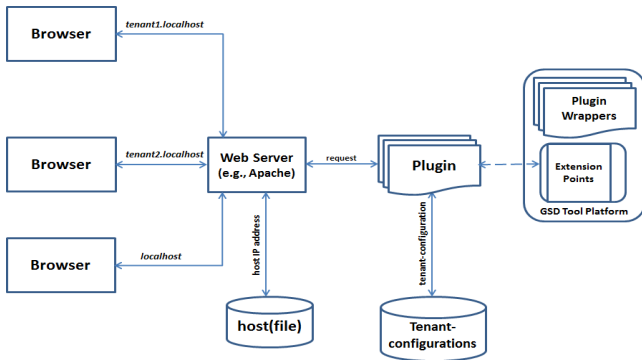 Browser
tenant1.localhost
Browser
tenant2.localhost
Web Server
(e.g., Apache)
request
Plugin
Plugin
Wrappers
Extension
Points
GSD Tool Platform
Browser
localhost
host IP address
tenant-configuration
host(file)
Tenant-
configurations